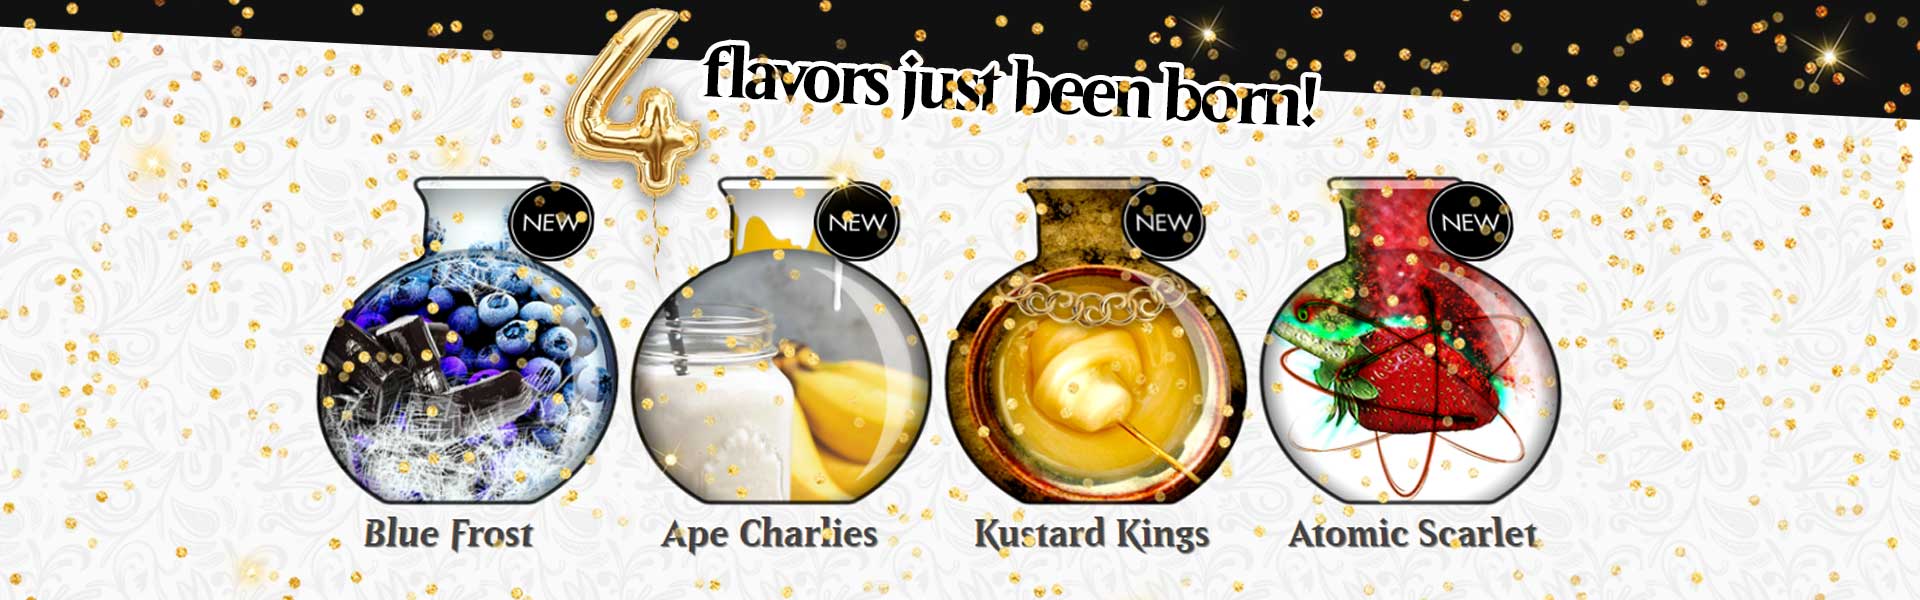 4 flavors just been born!
NEW NEW NEW NEW
Blue Frost Ape Charlies Kustard Kings Atomic Scarlet